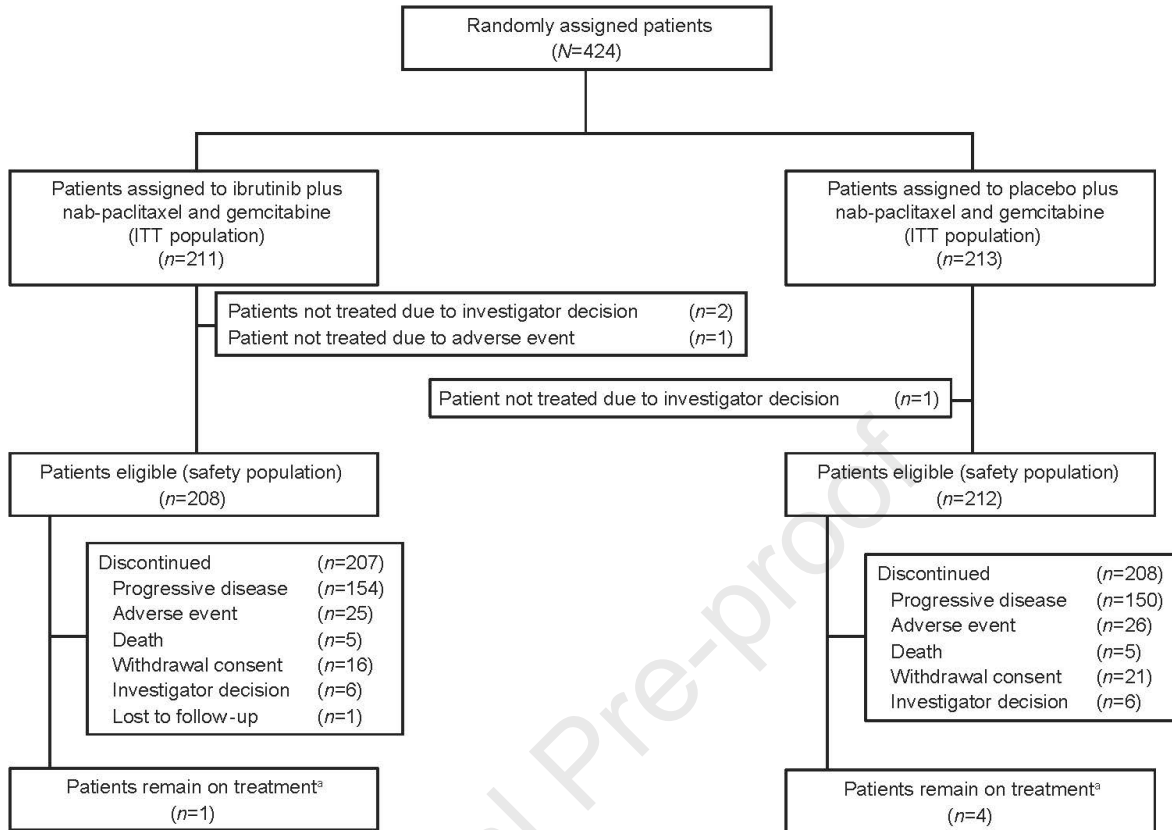 Randomly assigned patients
(N=424)
Patients assigned to ibrutinib plus
nab-paclitaxel and gemcitabine
(ITT population)
(n=211)
Patients assigned to placebo plus
nab-paclitaxel and gemcitabine
(ITT population)
(n=213)
Patients not treated due to investigator decision (n=2)
Patient not treated due to adverse event (n=1)
Patient not treated due to investigator decision (n=1)
Patients eligible (safety population)
(n=208)
Patients eligible (safety population)
(n=212)
Discontinued (n=207)
Progressive disease (n=154)
Adverse event (n=25)
Death (n=5)
Withdrawal consent (n=16)
Investigator decision (n=6)
Lost to follow-up (n=1)
Discontinued (n=208)
Progressive disease (n=150)
Adverse event (n=26)
Death (n=5)
Withdrawal consent (n=21)
Investigator decision (n=6)
Patients remain on treatmentᵃ
(n=1)
Patients remain on treatmentᵃ
(n=4)
Pre-proof